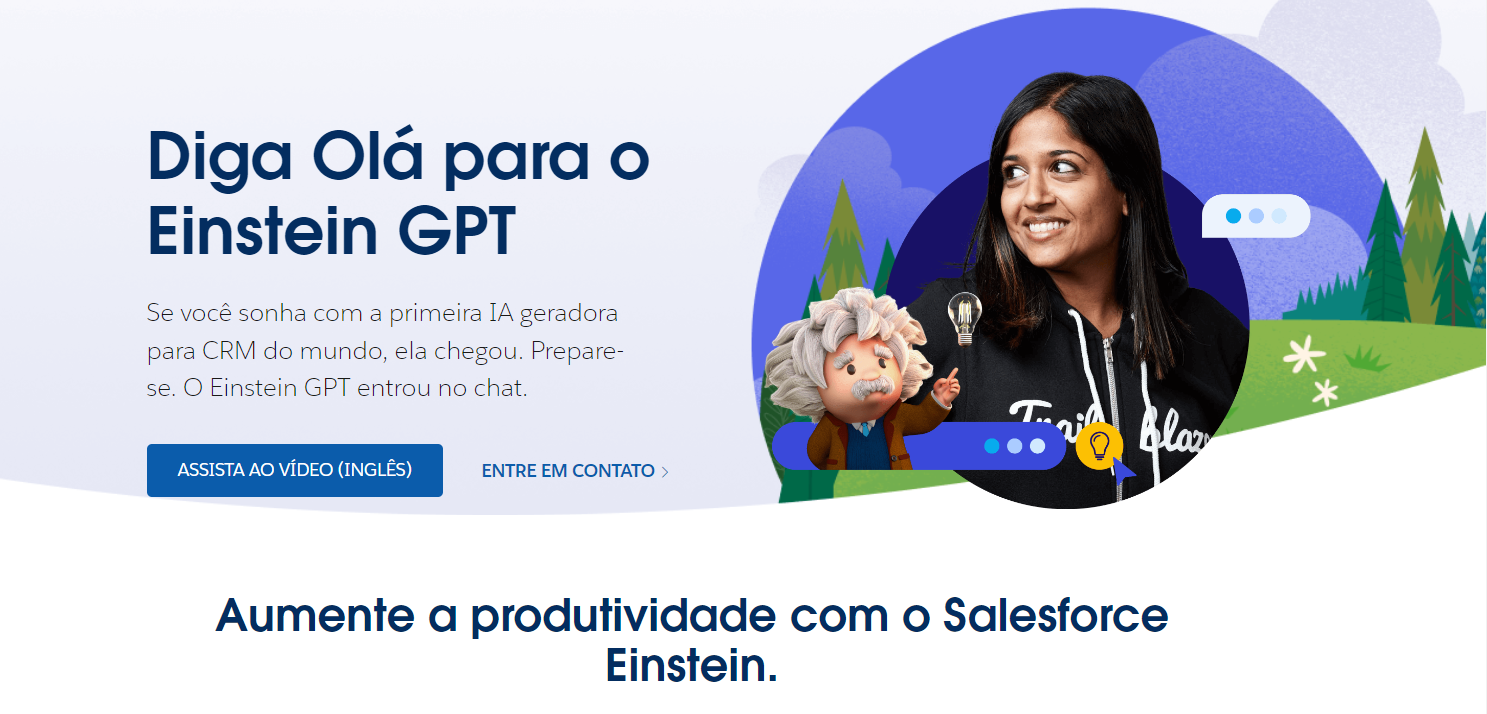 Diga Olá para o
Einstein GPT
Se você sonha com a primeira IA geradora
para CRM do mundo, ela chegou. Prepare-
se. O Einstein GPT entrou no chat.
ASSISTA AO VÍDEO (INGLÊS)
ENTRE EM CONTATO
Aumente a produtividade com o Salesforce
Einstein.